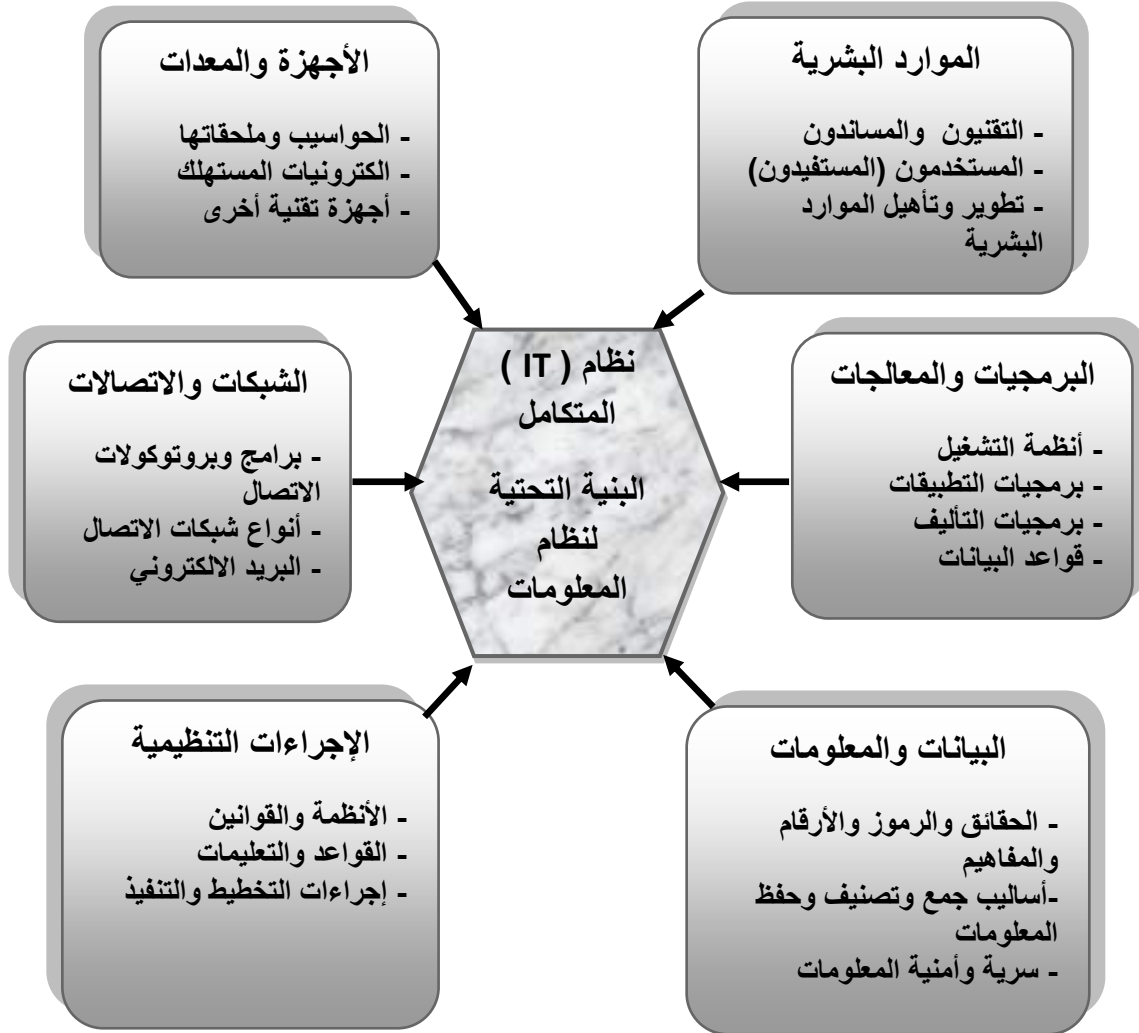 الموارد البشرية
- التقنيون والمساندون
المستخدمون (المستفيدون)
- تطوير وتأهيل الموارد
البشرية
الأجهزة والمعدات
- الحواسيب وملحقاتها
- الكترونيات المستهلك
- أجهزة تقنية أخرى
نظام ( IT )
المتكامل
البنية التحتية
لنظام
المعلومات
البرمجيات والمعالجات
- أنظمة التشغيل
- برمجيات التطبيقات
- برمجيات التأليف
- قواعد البيانات
الشبكات والاتصالات
- برامج وبروتوكولات
الاتصال
- أنواع شبكات الاتصال
- البريد الالكتروني
البيانات والمعلومات
- الحقائق والرموز والأرقام
والمفاهيم
-أساليب جمع وتصنيف وحفظ
المعلومات
- سرية وأمنية المعلومات
الإجراءات التنظيمية
- الأنظمة والقوانين
- القواعد والتعليمات
- إجراءات التخطيط والتنفيذ